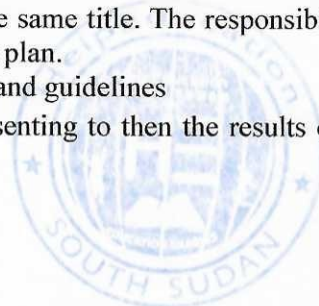 e same title. The responsib
plan.
and guidelines
senting to then the results
SOUTH SUDAN